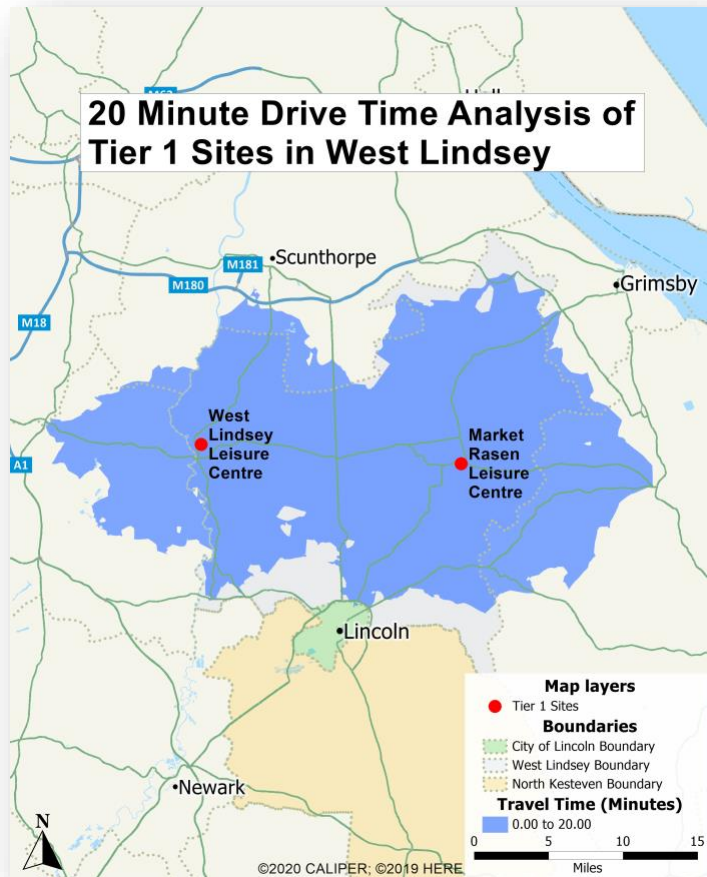 20 Minute Drive Time Analysis of
Tier 1 Sites in West Lindsey
Scunthorpe
M181
M180
Grimsby
M18
West
Lindsey
Leisure
Centre
Market
Rasen
Leisure
Centre
A1
Lincoln
Newark
Map layers
Tier 1 Sites
Boundaries
City of Lincoln Boundary
West Lindsey Boundary
North Kesteven Boundary
Travel Time (Minutes)
0.00 to 20.00
0 5 10 15
Miles
N
©2020 CALIPER; ©2019 HERE